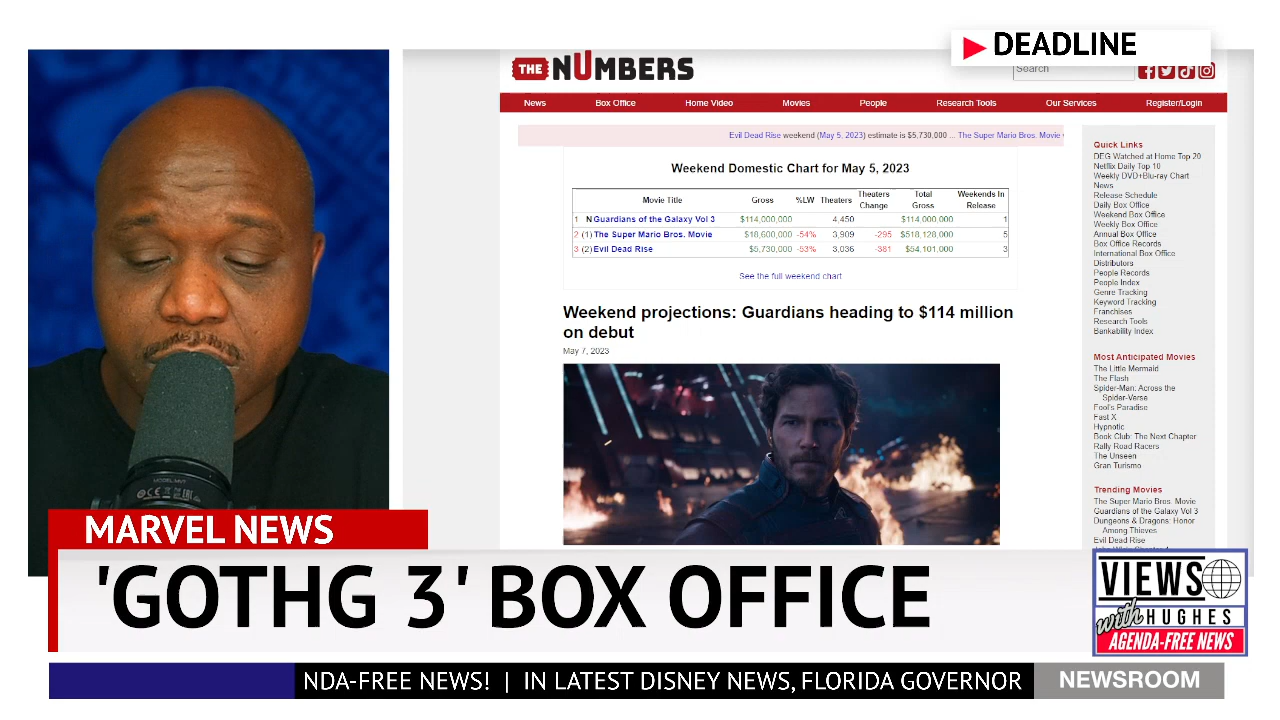 DEADLINE
THE NUMBERS
Search
News Box Office Home Video Movies People Research Tools Our Services Register/Login
Evil Dead Rise weekend (May 5, 2023) estimate is $5,730,000 ... The Super Mario Bros. Movie
Weekend Domestic Chart for May 5, 2023
Movie Title Gross %LW Theaters Theaters Change Total Gross Weekends In Release
1 N Guardians of the Galaxy Vol 3 $114,000,000 4,450 $114,000,000 1
2 (1) The Super Mario Bros. Movie $18,600,000 -54% 3,909 -295 $518,128,000 5
3 (2) Evil Dead Rise $5,730,000 -53% 3,036 -381 $54,101,000 3
See the full weekend chart
Weekend projections: Guardians heading to $114 million
on debut
May 7, 2023
Quick Links
DEG Watched at Home Top 20
Netflix Daily Top 10
Weekly DVD+Blu-ray Chart
News
Release Schedule
Daily Box Office
Weekend Box Office
Weekly Box Office
Annual Box Office
Box Office Records
International Box Office
Distributors
People Records
People Index
Genre Tracking
Keyword Tracking
Franchises
Research Tools
Bankability Index
Most Anticipated Movies
The Little Mermaid
The Flash
Spider-Man: Across the
Spider-Verse
Fool's Paradise
Fast X
Hypnotic
Book Club: The Next Chapter
Rally Road Racers
The Unseen
Gran Turismo
Trending Movies
The Super Mario Bros. Movie
Guardians of the Galaxy Vol 3
Dungeons & Dragons: Honor
Among Thieves
Evil Dead Rise
MARVEL NEWS
'GOTHG 3' BOX OFFICE
VIEWS
with HUGHES
AGENDA-FREE NEWS
NDA-FREE NEWS! | IN LATEST DISNEY NEWS, FLORIDA GOVERNOR
NEWSROOM